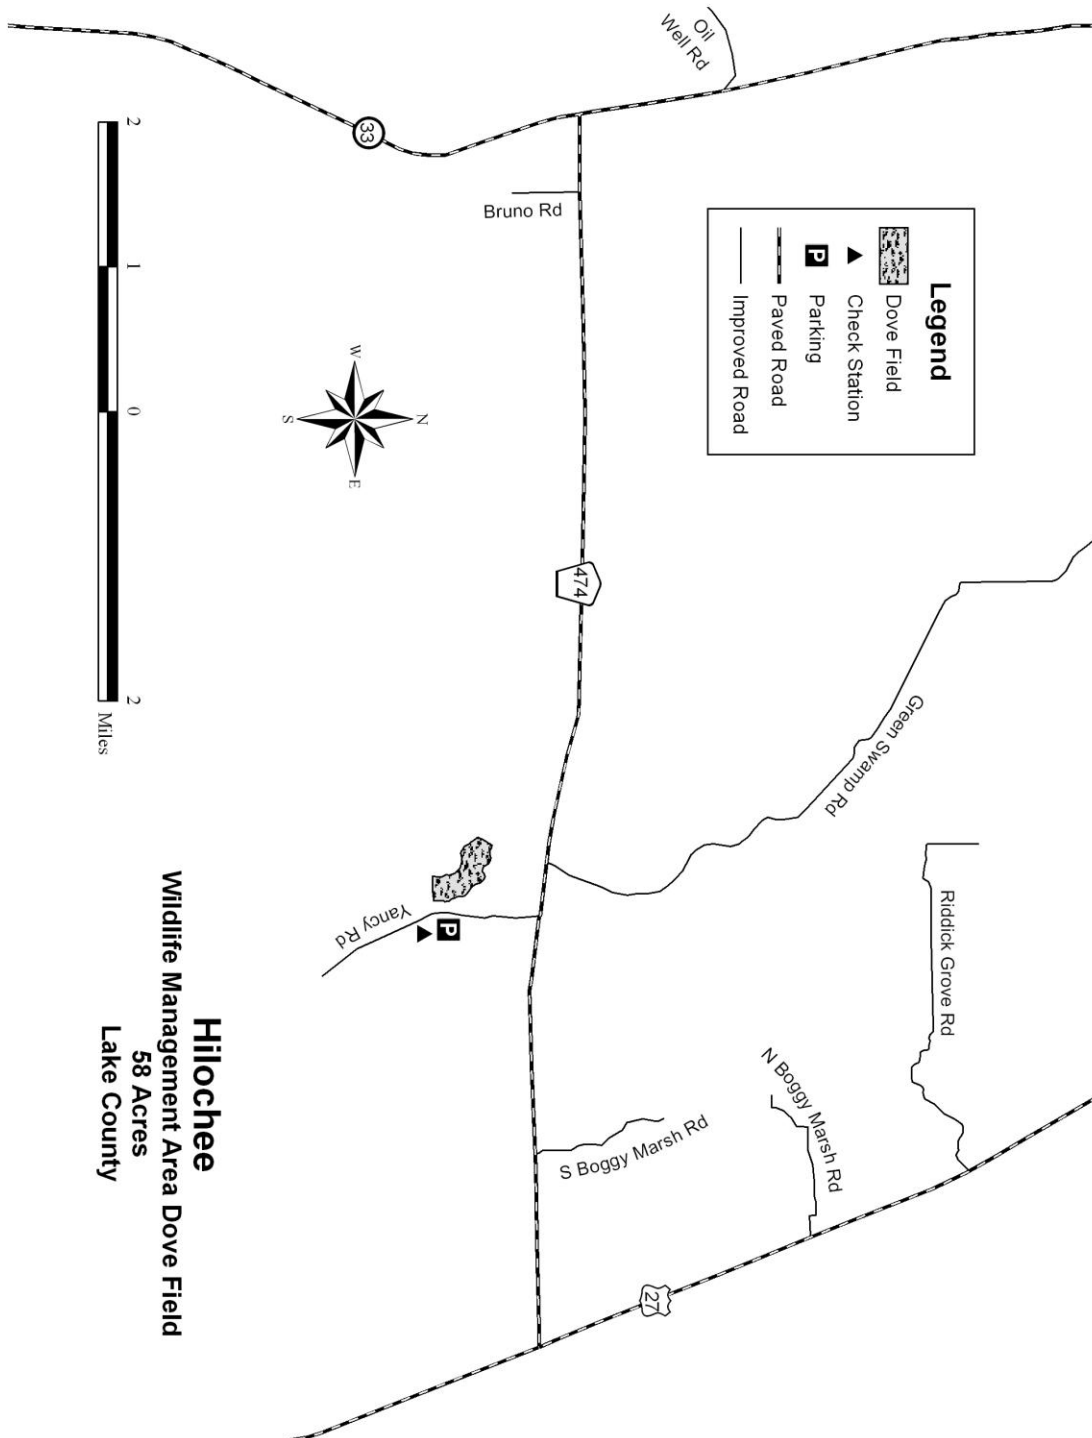 Oil
Well Rd
33
Bruno Rd
Legend
Dove Field
Check Station
P
Parking
Paved Road
Improved Road
N
W
E
S
474
Green Swamp Rd
Riddick Grove Rd
N Boggy Marsh Rd
S Boggy Marsh Rd
27
Yancy Rd
P
2
1
0
2
Miles
Hilochee
Wildlife Management Area Dove Field
58 Acres
Lake County